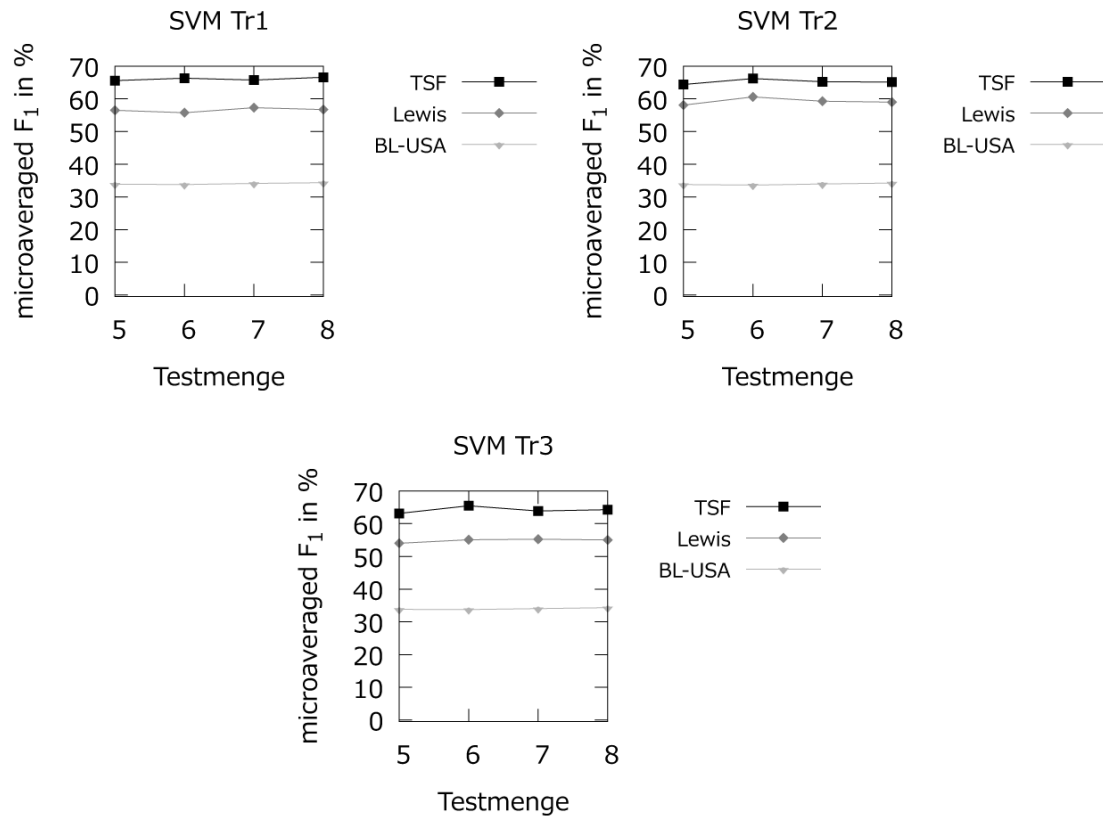 SVM Tr1
microaveraged F₁ in %
70
60
50
40
30
20
10
0
5 6 7 8
Testmenge
TSF
Lewis
BL-USA
SVM Tr2
microaveraged F₁ in %
70
60
50
40
30
20
10
0
5 6 7 8
Testmenge
TSF
Lewis
BL-USA
SVM Tr3
microaveraged F₁ in %
70
60
50
40
30
20
10
0
5 6 7 8
Testmenge
TSF
Lewis
BL-USA